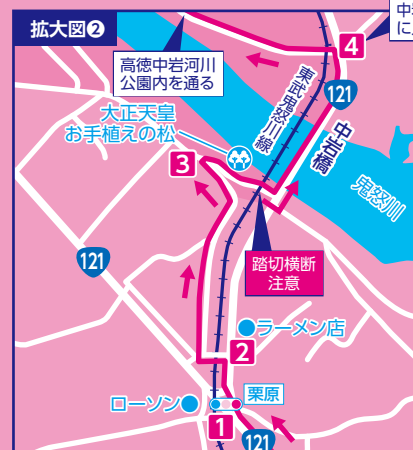 拡大図❷
中岩
に
4
高徳中岩河川
公園内を通る
121
東武鬼怒川線
中岩橋
大正天皇
お手植えの松
3
鬼怒川
踏切横断
注意
121
ラーメン店
2
栗原
ローソン
1
121